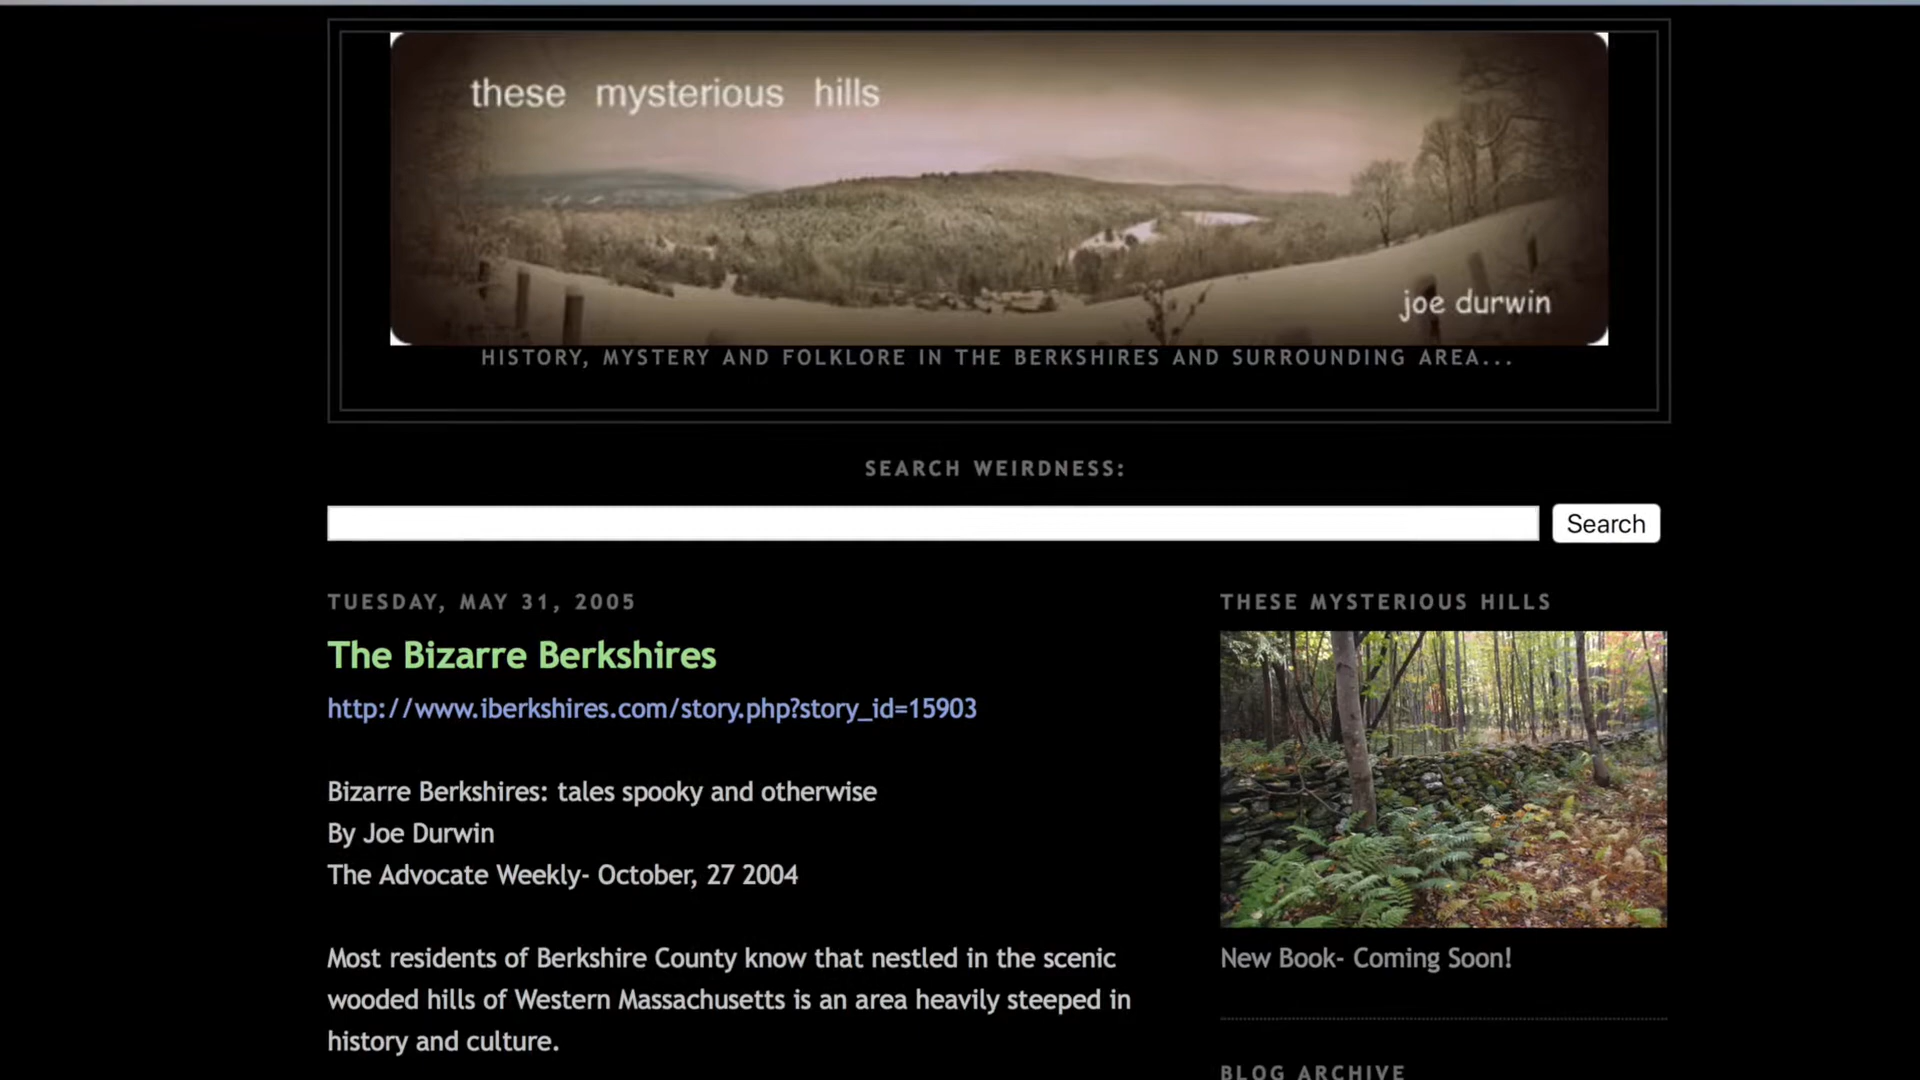 these mysterious hills
joe durwin
HISTORY, MYSTERY AND FOLKLORE IN THE BERKSHIRES AND SURROUNDING AREA...
SEARCH WEIRDNESS:
Search
TUESDAY, MAY 31, 2005
The Bizarre Berkshires
http://www.iberkshires.com/story.php?story_id=15903
Bizarre Berkshires: tales spooky and otherwise
By Joe Durwin
The Advocate Weekly- October, 27 2004
Most residents of Berkshire County know that nestled in the scenic
wooded hills of Western Massachusetts is an area heavily steeped in
history and culture.
THESE MYSTERIOUS HILLS
New Book- Coming Soon!
BLOG ARCHIVE